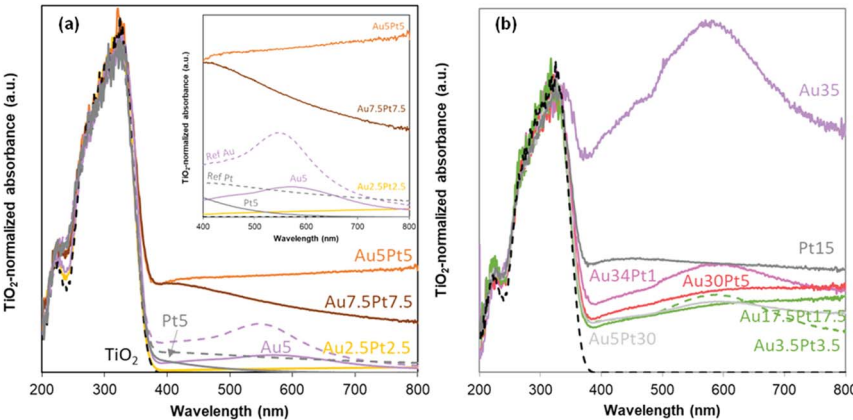 (a)
TiO2-normalized absorbance (a.u.)
TiO2-normalized absorbance (a.u.)
Au5Pt5
Au7.5Pt7.5
Ref Au
Ref Pt
Au5
Pt5
Au2.5Pt2.5
400 500 600 700 800
Wavelength (nm)
Au5Pt5
Au7.5Pt7.5
Pt5
Au5
Au2.5Pt2.5
TiO2
200 300 400 500 600 700 800
Wavelength (nm)
(b)
TiO2-normalized absorbance (a.u.)
Au35
Pt15
Au34Pt1
Au30Pt5
Au17.5Pt17.5
Au5Pt30
Au3.5Pt3.5
200 300 400 500 600 700 800
Wavelength (nm)